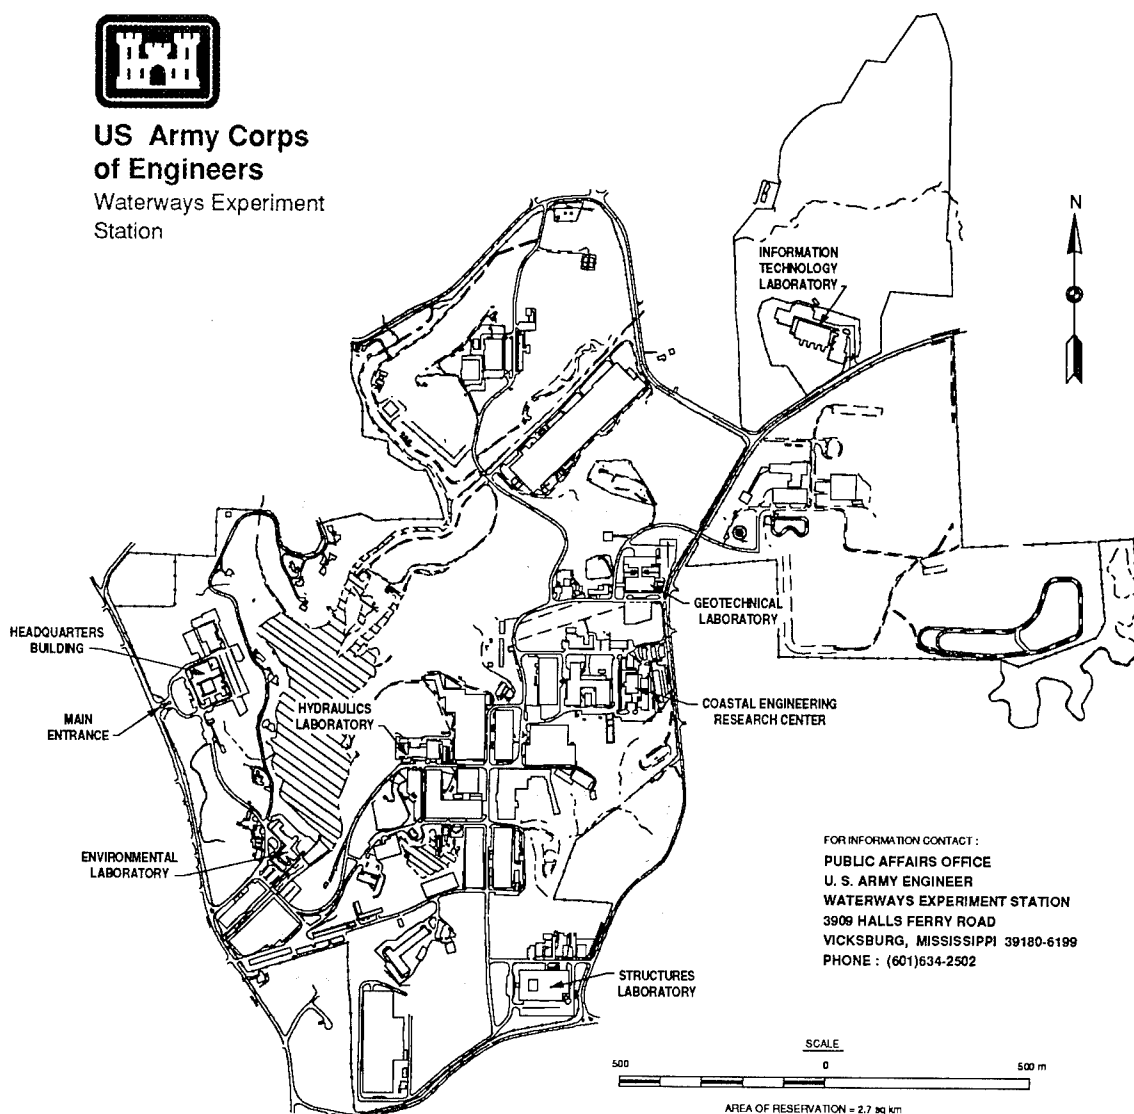 US Army Corps
of Engineers
Waterways Experiment
Station
N
INFORMATION
TECHNOLOGY
LABORATORY
GEOTECHNICAL
LABORATORY
HEADQUARTERS
BUILDING
MAIN
ENTRANCE
HYDRAULICS
LABORATORY
COASTAL ENGINEERING
RESEARCH CENTER
ENVIRONMENTAL
LABORATORY
STRUCTURES
LABORATORY
FOR INFORMATION CONTACT :
PUBLIC AFFAIRS OFFICE
U. S. ARMY ENGINEER
WATERWAYS EXPERIMENT STATION
3909 HALLS FERRY ROAD
VICKSBURG, MISSISSIPPI 39180-6199
PHONE : (601)634-2502
SCALE
500 0 500 m
AREA OF RESERVATION = 2.7 sq km